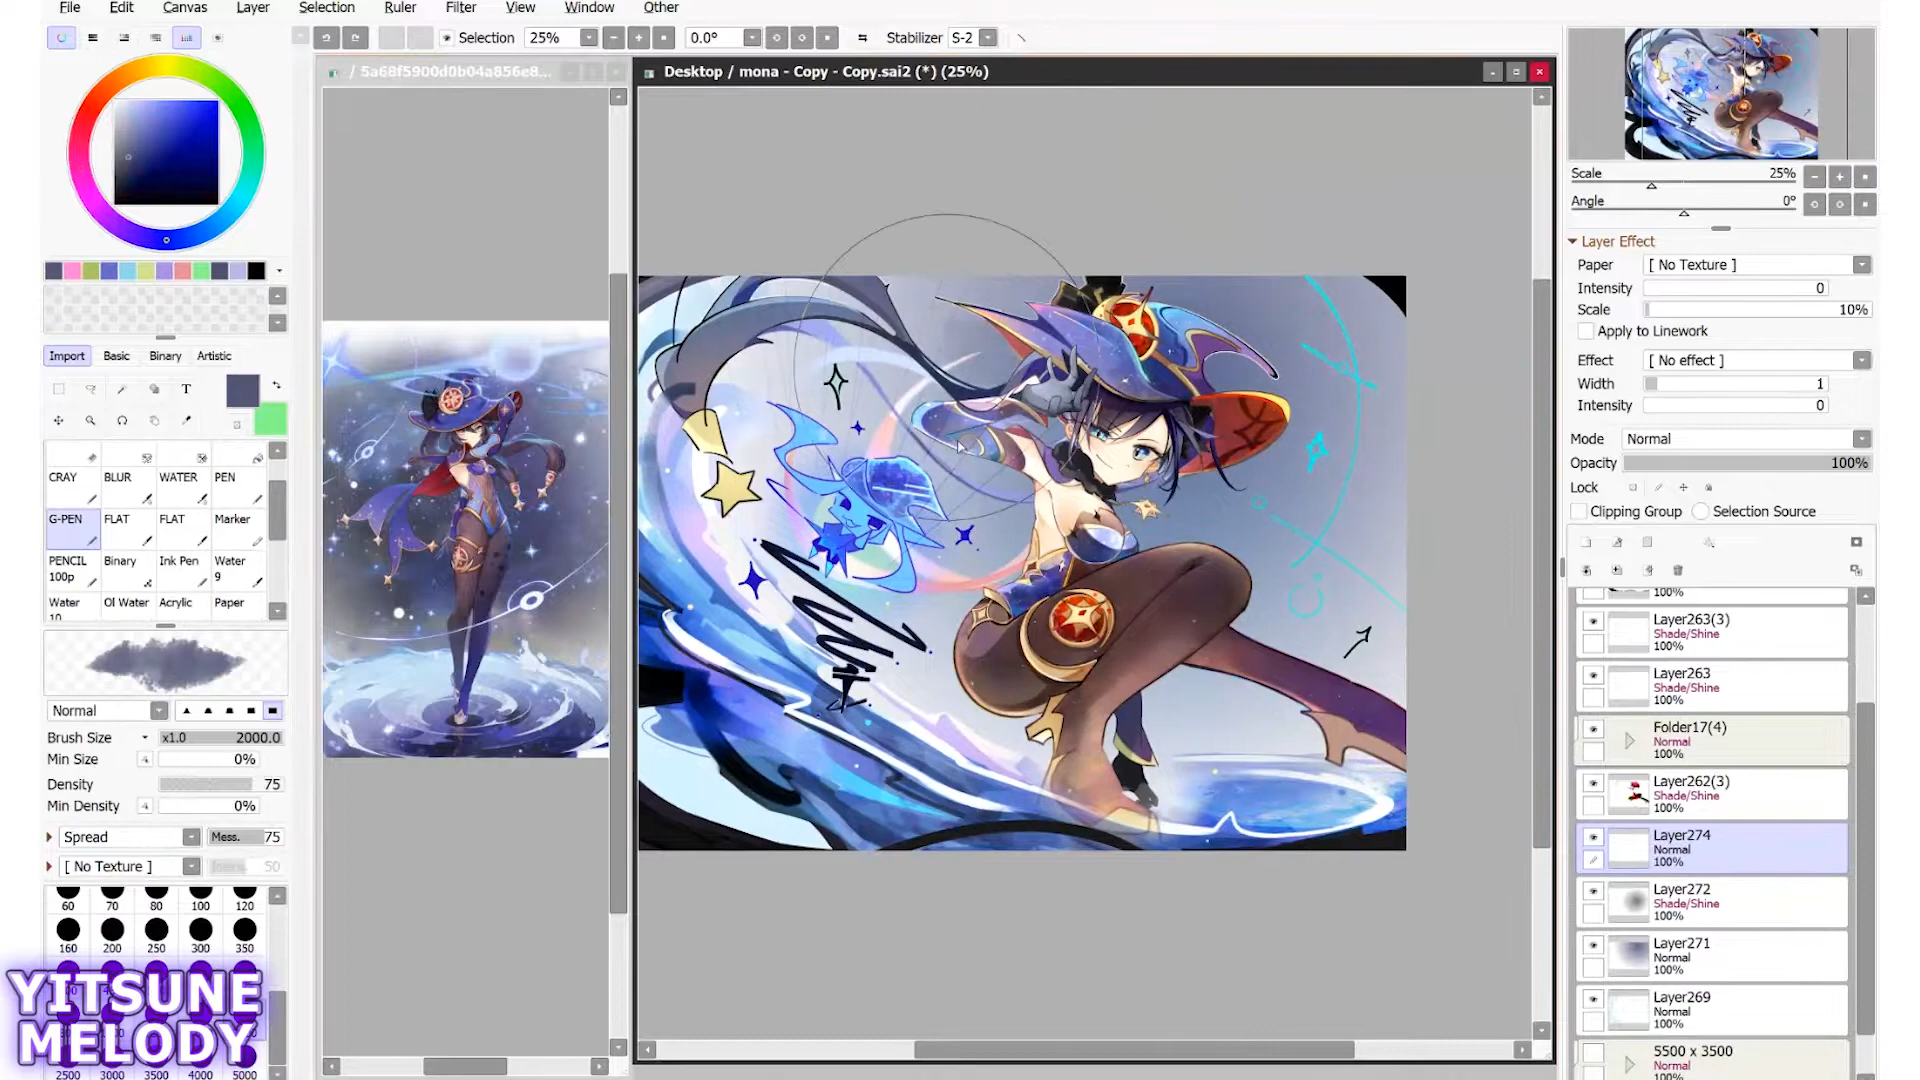 File Edit Canvas Layer Selection Ruler Filter View Window Other
Selection 25% 0.0° Stabilizer S-2
/ 5a68f5900d0b04a856e8...
Desktop / mona - Copy - Copy.sai2 (*) (25%)
Import Basic Binary Artistic
T
CRAY BLUR WATER PEN
G-PEN FLAT FLAT Marker
PENCIL 100p Binary Ink Pen Water 9
Water 10 Oil Water Acrylic Paper
Normal
Brush Size x1.0 2000.0
Min Size 0%
Density 75
Min Density 0%
Spread Mess. 75
[ No Texture ] 50
60 70 80 100 120
160 200 250 300 350
2500 3000 3500 4000 5000
YITSUNE
MELODY
Scale 25%
Angle 0°
Layer Effect
Paper [ No Texture ]
Intensity 0
Scale 10%
Apply to Linework
Effect [ No effect ]
Width 1
Intensity 0
Mode Normal
Opacity 100%
Lock
Clipping Group Selection Source
100%
Layer263(3)
Shade/Shine
100%
Layer263
Shade/Shine
100%
Folder17(4)
Normal
100%
Layer262(3)
Shade/Shine
100%
Layer274
Normal
100%
Layer272
Shade/Shine
100%
Layer271
Normal
100%
Layer269
Normal
100%
5500 x 3500
Normal
100%